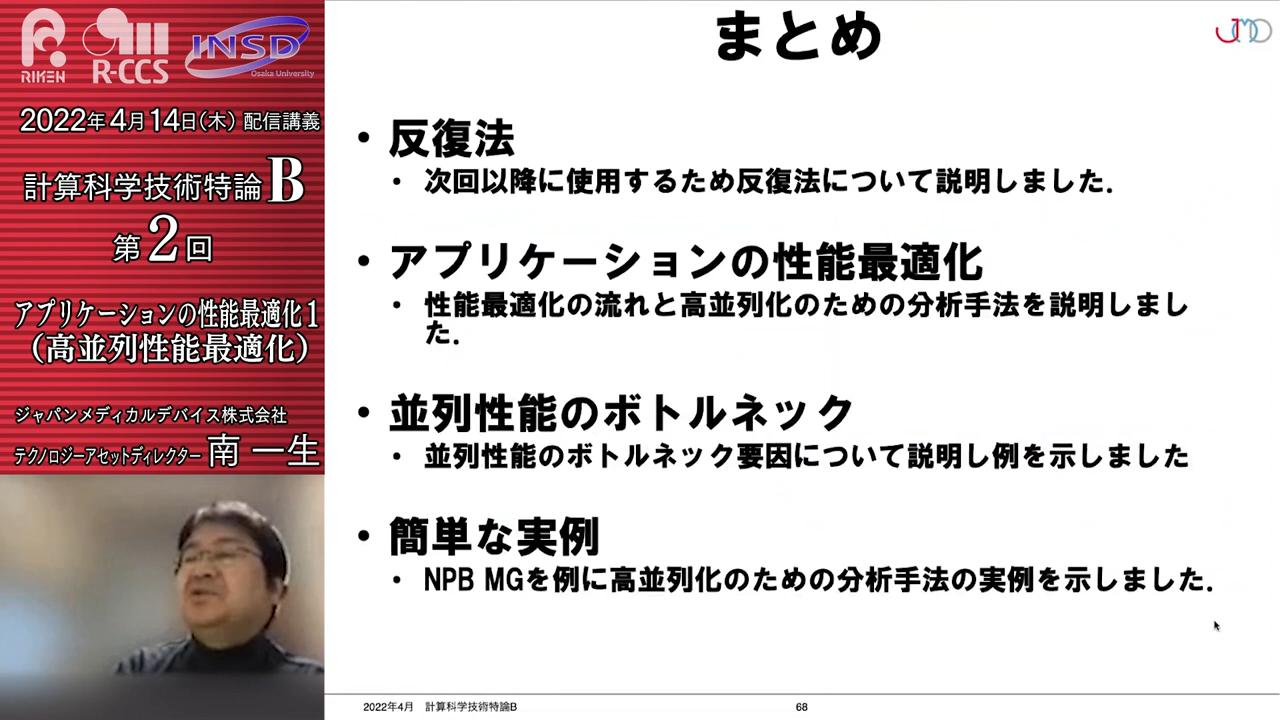 RIKEN
R-CCS
INSD
Osaka University
2022年4月14日(木) 配信講義
計算科学技術特論B
第2回
アプリケーションの性能最適化1
(高並列性能最適化)
ジャパンメディカルデバイス株式会社
テクノロジーアセットディレクター 南 一生
まとめ
JMD
• 反復法
• 次回以降に使用するため反復法について説明しました.
• アプリケーションの性能最適化
• 性能最適化の流れと高並列化のための分析手法を説明しまし
た.
• 並列性能のボトルネック
• 並列性能のボトルネック要因について説明し例を示しました
• 簡単な実例
• NPB MGを例に高並列化のための分析手法の実例を示しました.
2022年4月 計算科学技術特論B
68